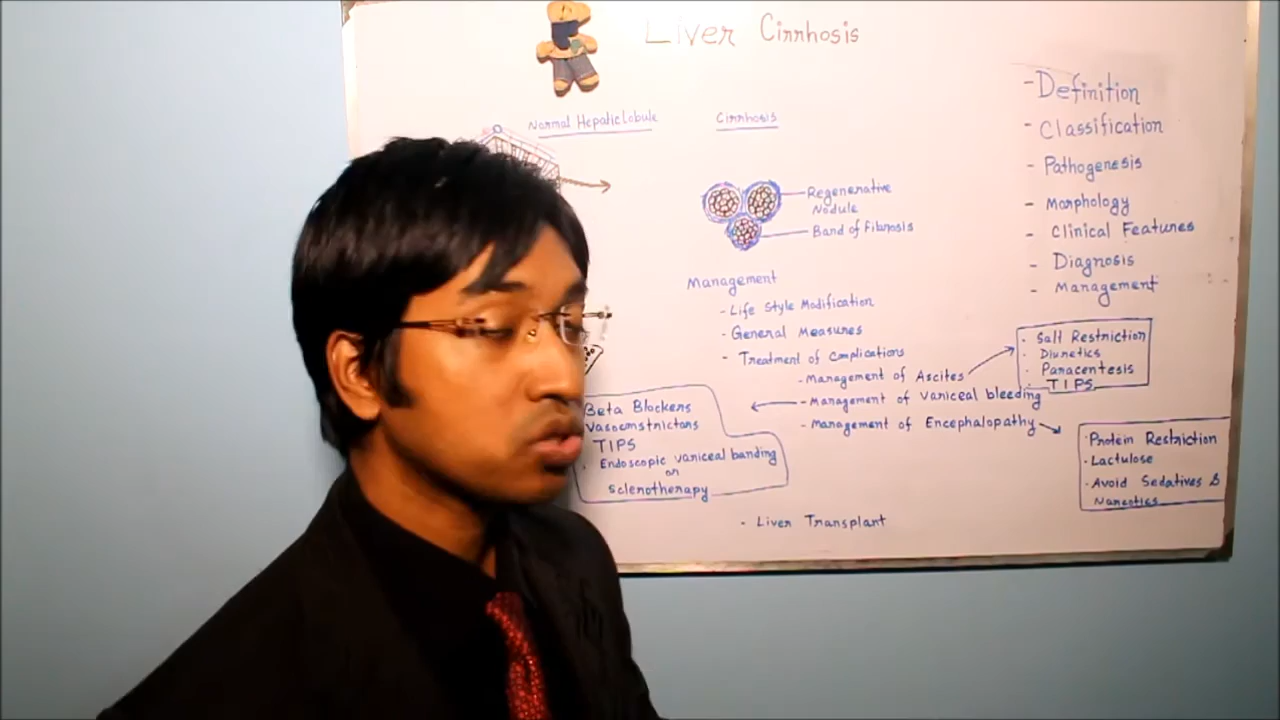 Liver Cirrhosis
Normal Hepatic Lobule
Cirrhosis
Regenerative
Nodule
Band of Fibrosis
- Definition
- Classification
- Pathogenesis
- Morphology
- Clinical Features
- Diagnosis
- Management
Management
- Life Style Modification
- General Measures
- Treatment of Complications
- Management of Ascites
- Management of variceal bleeding
- Management of Encephalopathy
· Salt Restriction
· Diuretics
· Paracentesis
· TIPS
Beta Blockers
Vasoconstrictors
TIPS
· Endoscopic variceal banding
or
sclerotherapy
· Protein Restriction
· Lactulose
· Avoid Sedatives &
Narcotics
- Liver Transplant